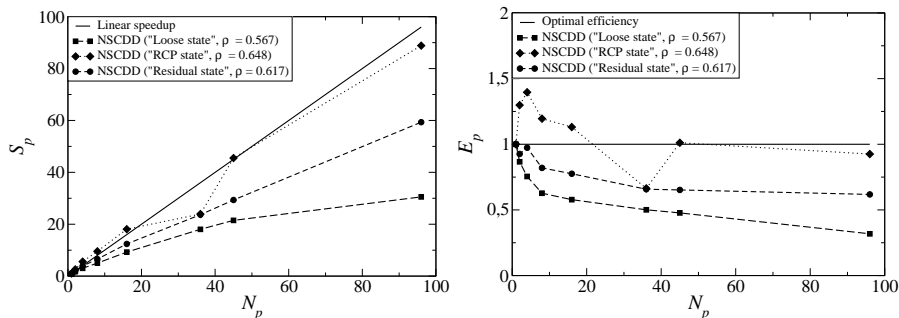 Linear speedup
NSCDD ("Loose state", ρ = 0.567)
NSCDD ("RCP state", ρ = 0.648)
NSCDD ("Residual state", ρ = 0.617)
100
80
60
40
20
0
S_p
0 20 40 60 80 100
N_p
Optimal efficiency
NSCDD ("Loose state", ρ = 0.567)
NSCDD ("RCP state", ρ = 0.648)
NSCDD ("Residual state", ρ = 0.617)
2
1,5
1
0,5
0
E_p
0 20 40 60 80 100
N_p